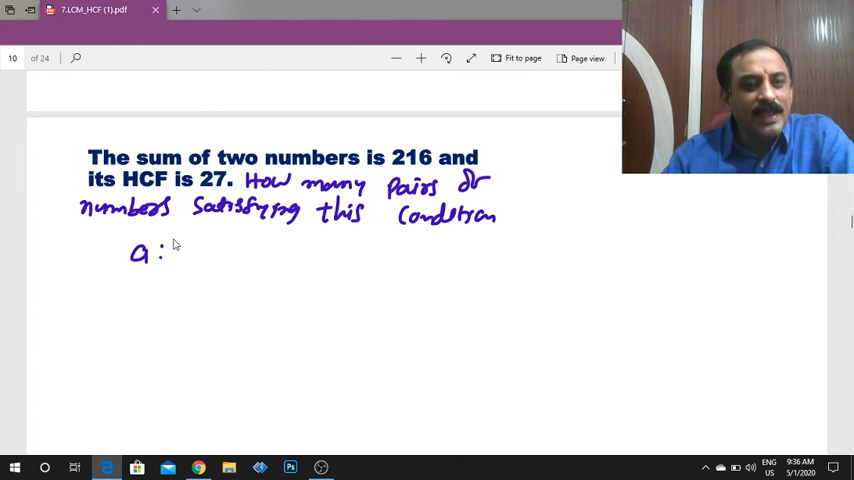 7.LCM_HCF (1).pdf
10 of 24 Fit to page Page view
The sum of two numbers is 216 and
its HCF is 27. How many pairs of
numbers satisfying this condition
a :
ENG 9:36 AM
US 5/1/2020
Ps